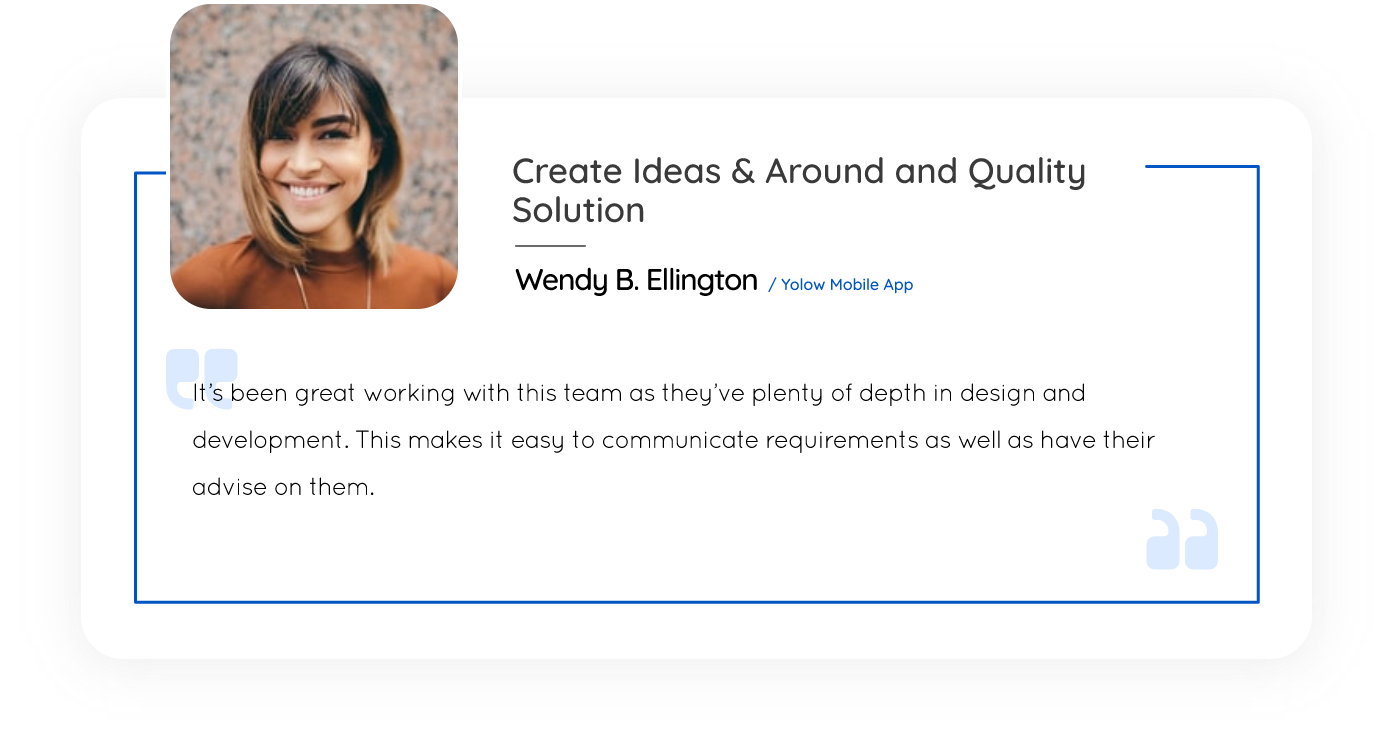 Create Ideas & Around and Quality
Solution
Wendy B. Ellington / Yolow Mobile App
It’s been great working with this team as they’ve plenty of depth in design and
development. This makes it easy to communicate requirements as well as have their
advise on them.